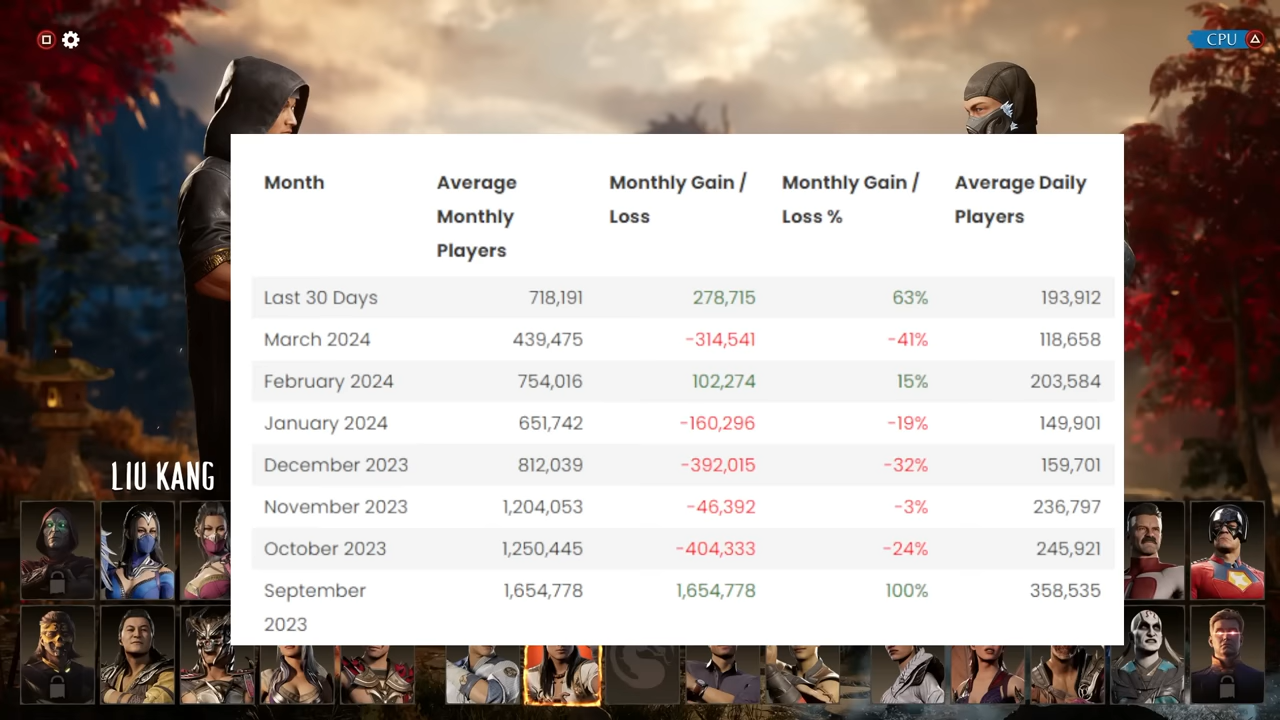 CPU
Month Average Monthly Gain / Monthly Gain / Average Daily
Monthly Loss Loss % Players
Players
Last 30 Days 718,191 278,715 63% 193,912
March 2024 439,475 -314,541 -41% 118,658
February 2024 754,016 102,274 15% 203,584
January 2024 651,742 -160,296 -19% 149,901
December 2023 812,039 -392,015 -32% 159,701
November 2023 1,204,053 -46,392 -3% 236,797
October 2023 1,250,445 -404,333 -24% 245,921
September 1,654,778 1,654,778 100% 358,535
2023
LIU KANG